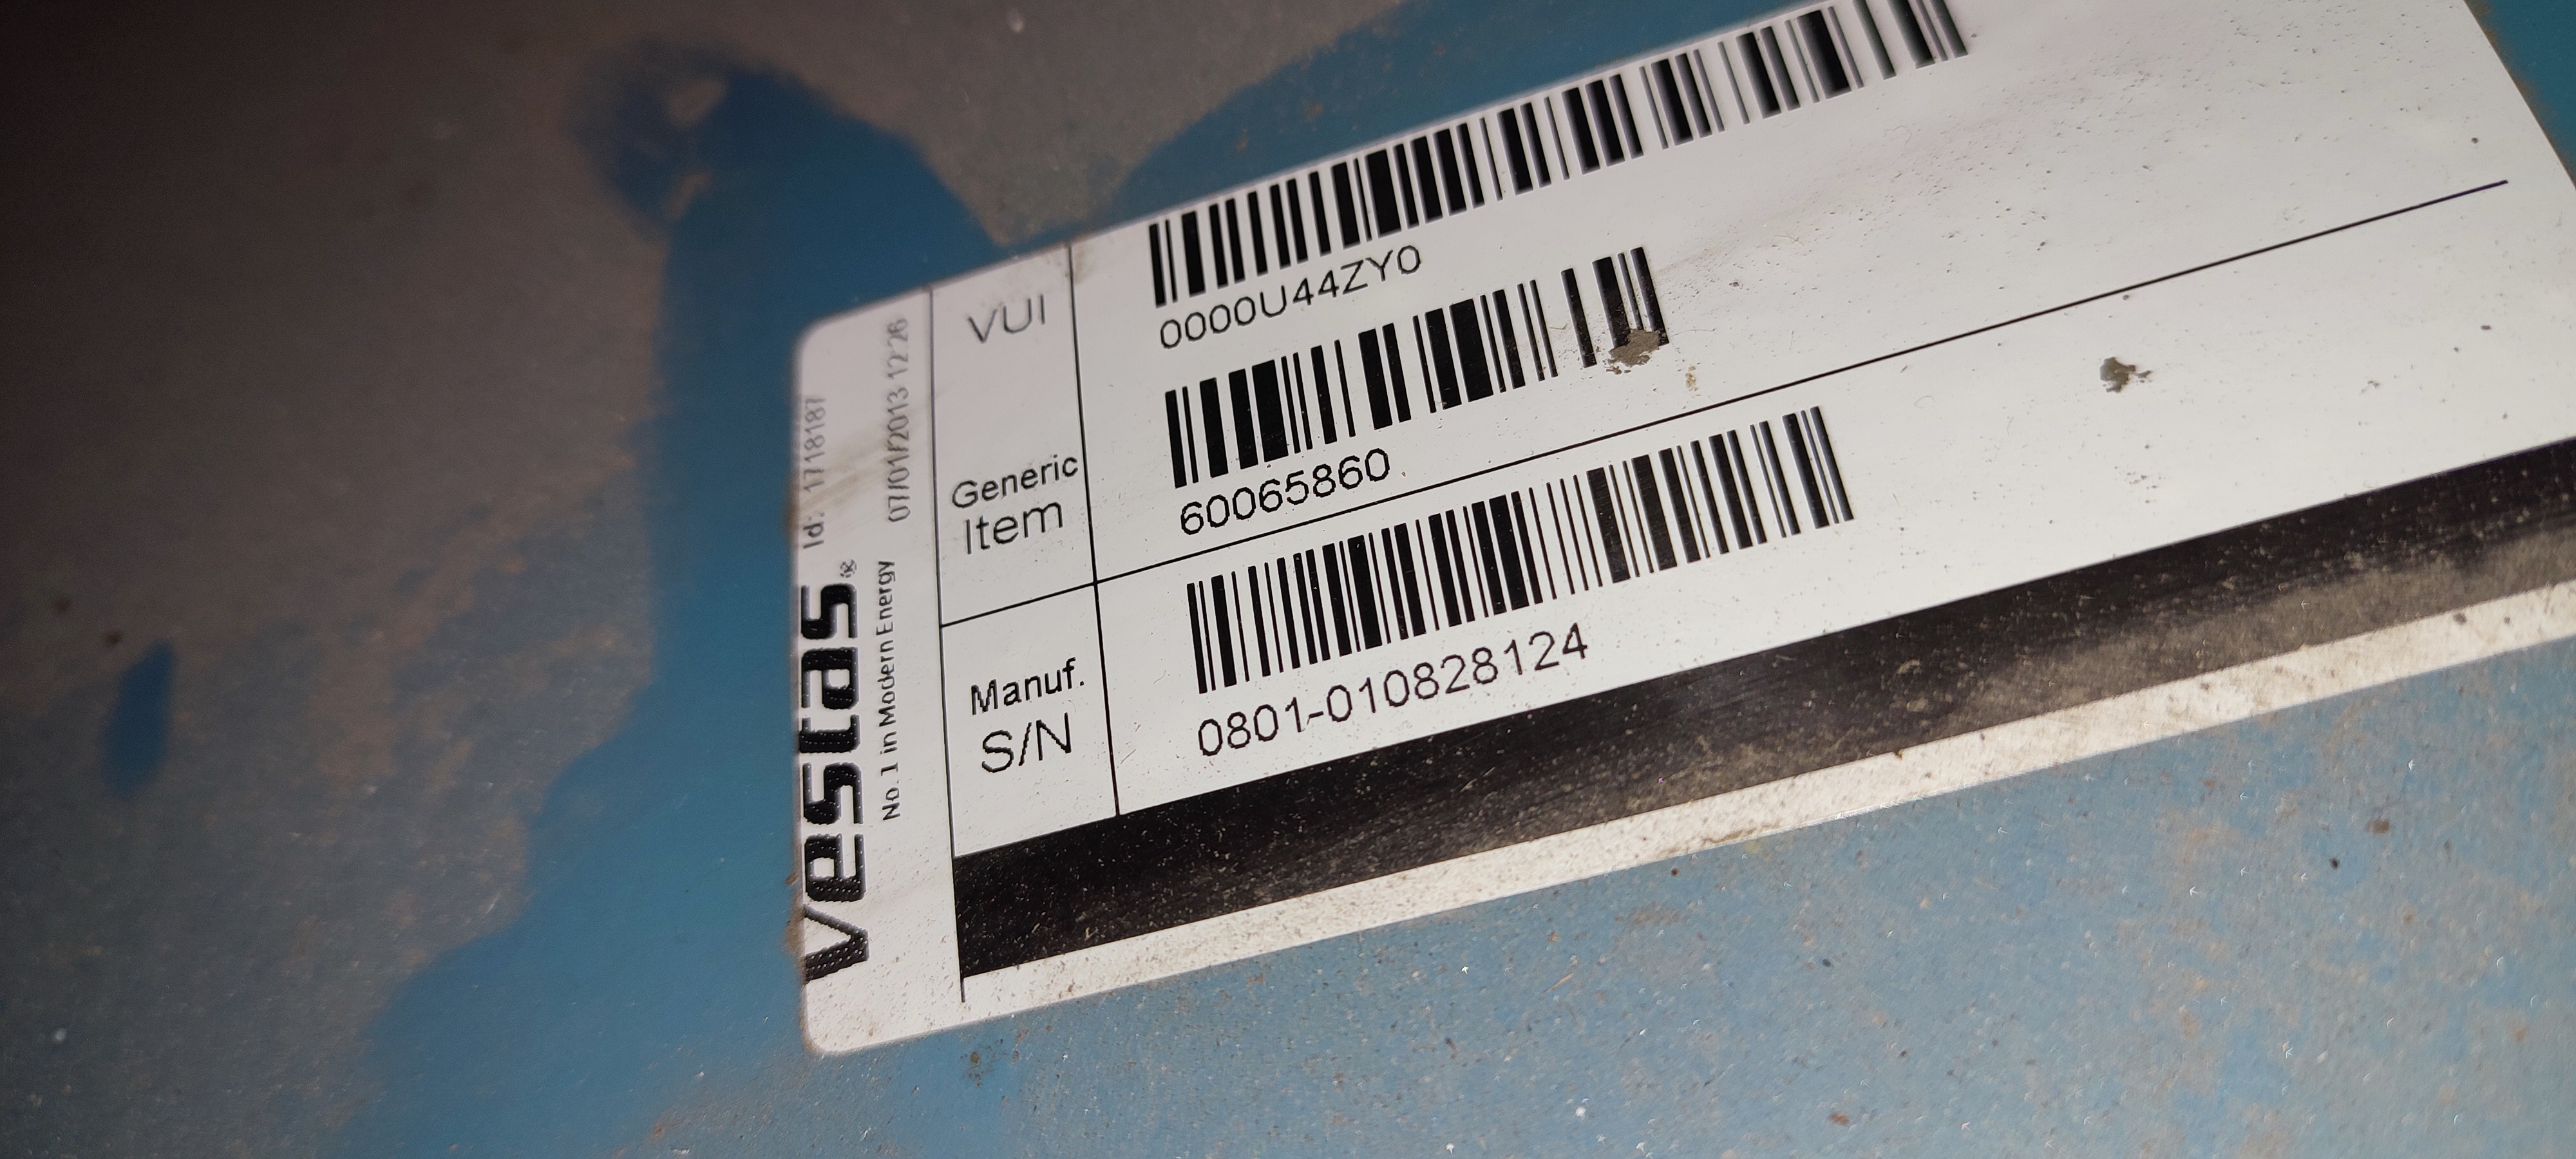 vestas®
No.1 in Modern Energy
Id: 1718187
07/01/2013 12:26
VUI
0000U44ZY0
Generic
Item
60065860
Manuf.
S/N
0801-010828124